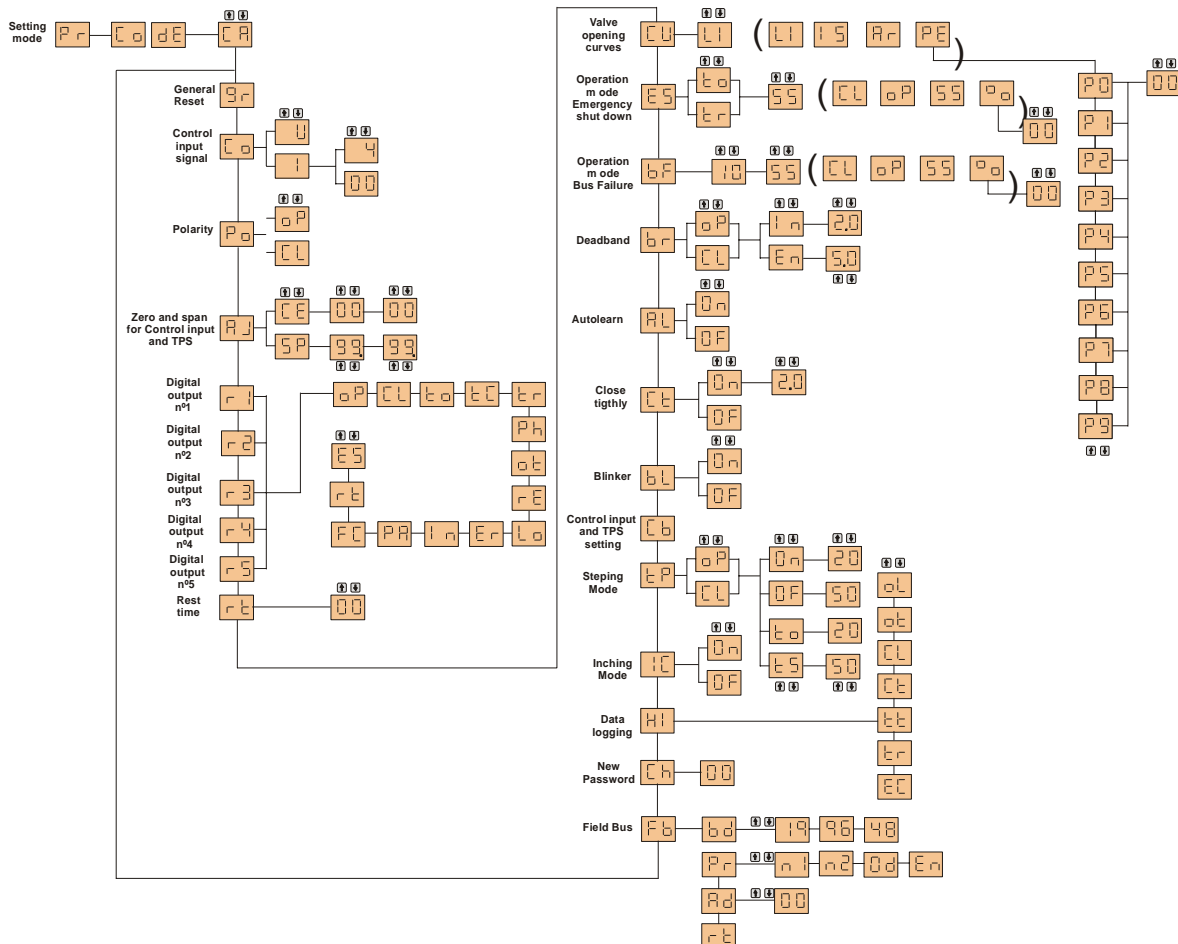 Setting
mode
Pr Co dE CA
General
Reset
gr
Control
input
signal
Co U 4
I 00
Polarity
Po oP
CL
Zero and span
for Control input
and TPS
AJ CE 00 00
SP 99. 99.
Digital
output
nº1
r1 oP CL to tC tr
Ph
Digital
output
nº2
r2 ES ot
Digital
output
nº3
r3 rt rE
Digital
output
nº4
r4 FC PA In Er Lo
Digital
output
nº5
r5
Rest
time
rt 00
Valve
opening
curves
CU LI ( LI IS Ar PE )
Operation
m ode
Emergency
shut down
ES to SS ( CL oP SS %o ) 00
tr
Operation
m ode
Bus Failure
bF 10 SS ( CL oP SS %o ) 00
Deadband
br oP In 2.0
CL En 5.0
Autolearn
AL On
OF
Close
tigthly
Ct On 2.0
OF
Blinker
bL On
OF
Control input
and TPS
setting
Cb
Steping
Mode
tP oP On 20
CL OF 50
to 20
tS 50
Inching
Mode
IC On
OF
Data
logging
HI
oL
ot
CL
Ct
tt
tr
EC
New
Password
Ch 00
Field Bus
Fb bd 19 96 48
Pr n1 n2 Od En
Ad 00
rt
P0 00
P1
P2
P3
P4
P5
P6
P7
P8
P9